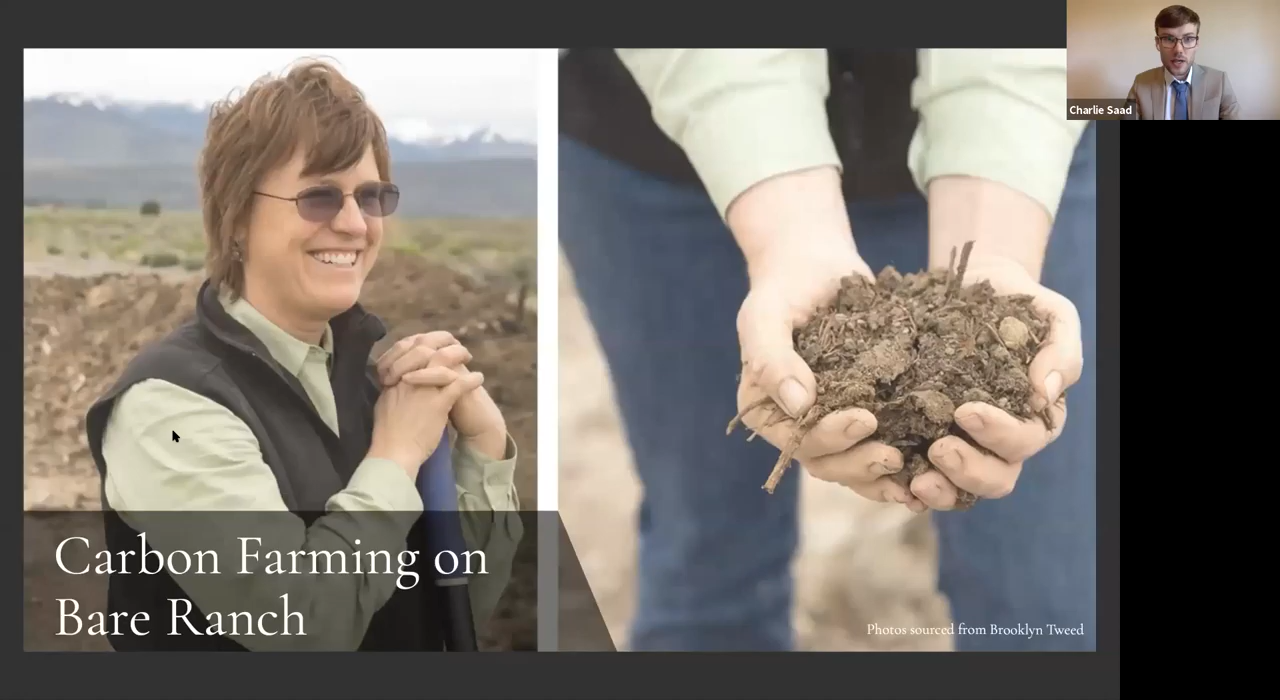 Charlie Saad
Carbon Farming on
Bare Ranch
Photos sourced from Brooklyn Tweed